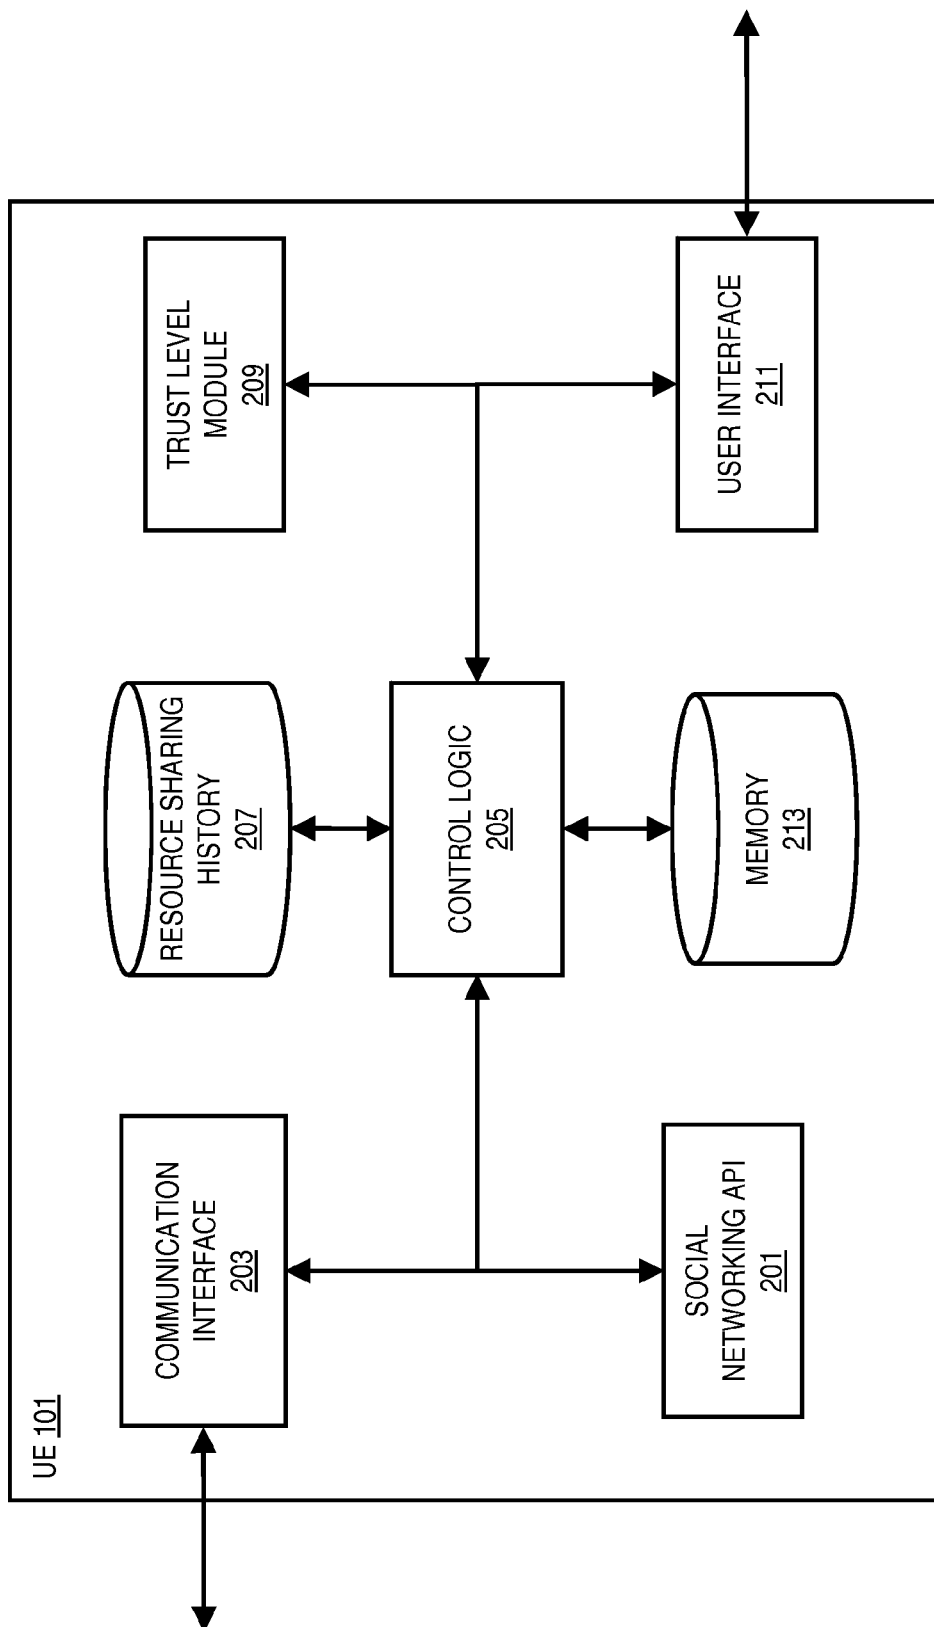 UE 101
COMMUNICATION
INTERFACE
203
RESOURCE SHARING
HISTORY
207
TRUST LEVEL
MODULE
209
CONTROL LOGIC
205
SOCIAL
NETWORKING API
201
MEMORY
213
USER INTERFACE
211